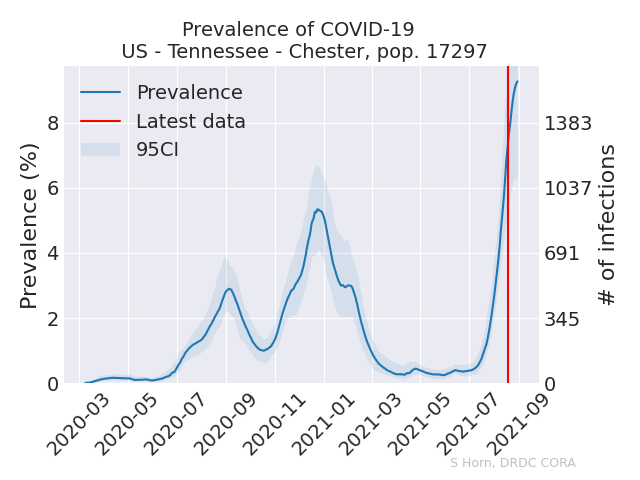 Prevalence of COVID-19
US - Tennessee - Chester, pop. 17297
Prevalence
Latest data
95CI
Prevalence (%)
8
6
4
2
0
1383
1037
691
345
0
# of infections
2020-03
2020-05
2020-07
2020-09
2020-11
2021-01
2021-03
2021-05
2021-07
2021-09
S Horn, DRDC CORA